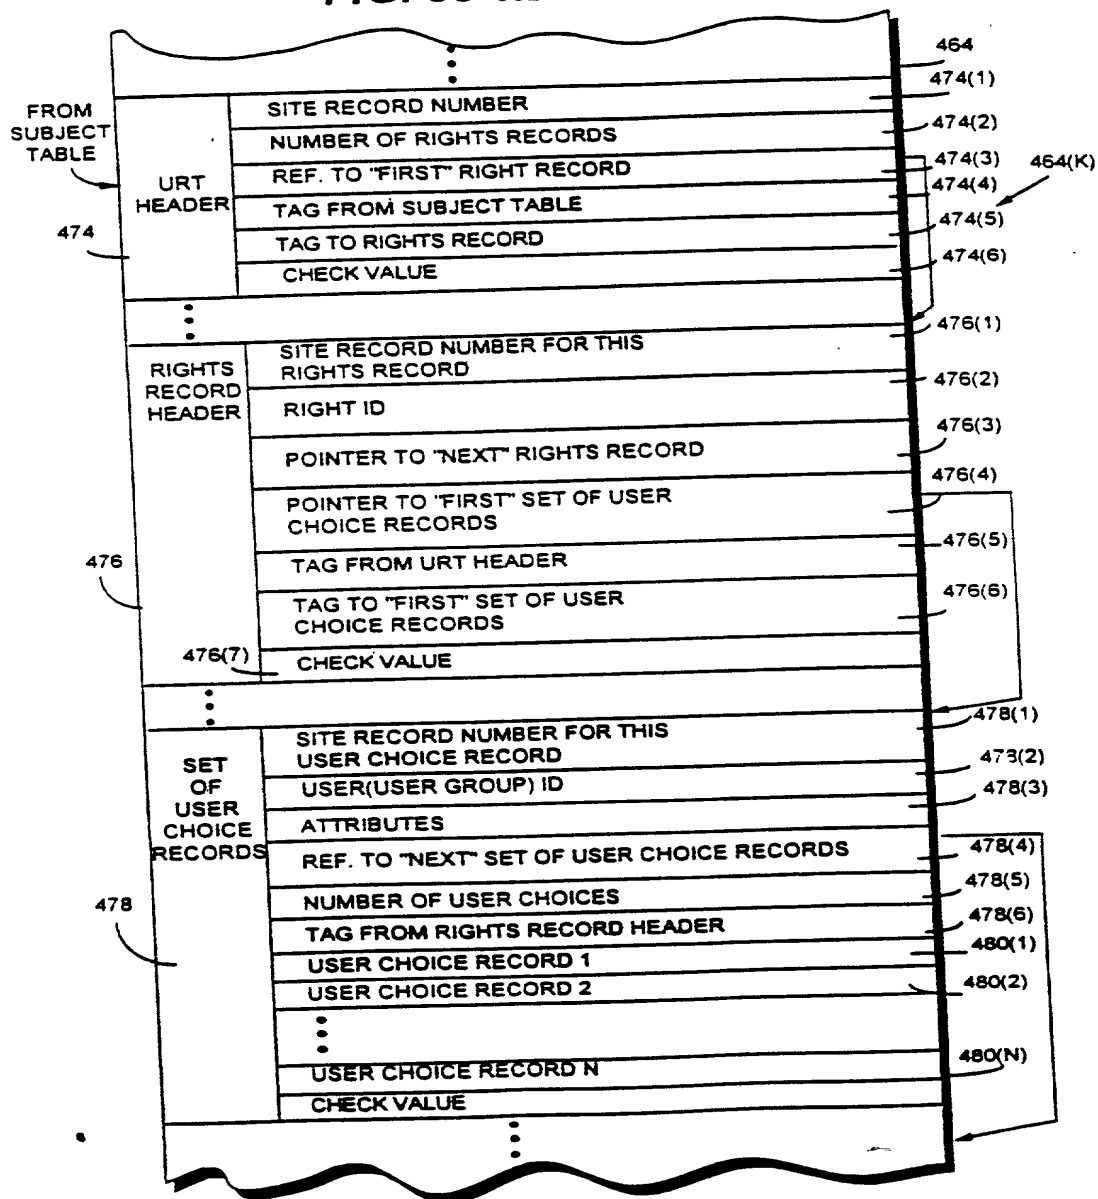 464
474(1)
FROM
SUBJECT
TABLE
URT
HEADER
474
SITE RECORD NUMBER
NUMBER OF RIGHTS RECORDS
474(2)
REF. TO "FIRST" RIGHT RECORD
474(3)
464(K)
TAG FROM SUBJECT TABLE
474(4)
TAG TO RIGHTS RECORD
474(5)
CHECK VALUE
474(6)
RIGHTS
RECORD
HEADER
476
SITE RECORD NUMBER FOR THIS
RIGHTS RECORD
476(1)
RIGHT ID
476(2)
POINTER TO "NEXT" RIGHTS RECORD
476(3)
POINTER TO "FIRST" SET OF USER
CHOICE RECORDS
476(4)
TAG FROM URT HEADER
476(5)
TAG TO "FIRST" SET OF USER
CHOICE RECORDS
476(6)
476(7)
CHECK VALUE
SET
OF
USER
CHOICE
RECORDS
478
SITE RECORD NUMBER FOR THIS
USER CHOICE RECORD
478(1)
USER(USER GROUP) ID
478(2)
ATTRIBUTES
478(3)
REF. TO "NEXT" SET OF USER CHOICE RECORDS
478(4)
NUMBER OF USER CHOICES
478(5)
TAG FROM RIGHTS RECORD HEADER
478(6)
USER CHOICE RECORD 1
480(1)
USER CHOICE RECORD 2
480(2)
USER CHOICE RECORD N
480(N)
CHECK VALUE